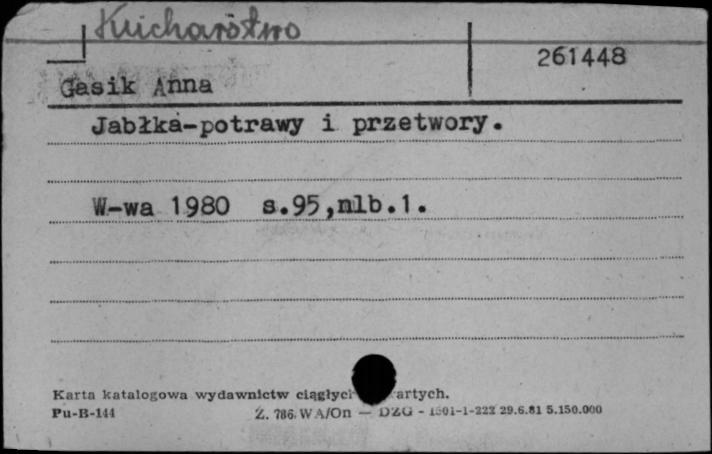 Kucharstwo
261448
Gasik Anna
Jabłka-potrawy i przetwory.
W-wa 1980 s.95,nlb.1.
Karta katalogowa wydawnictw ciągłych artych.
Pu-B-144 Z. 786. WA/On — DZG - 1501-1-222 29.6.81 5.150.000